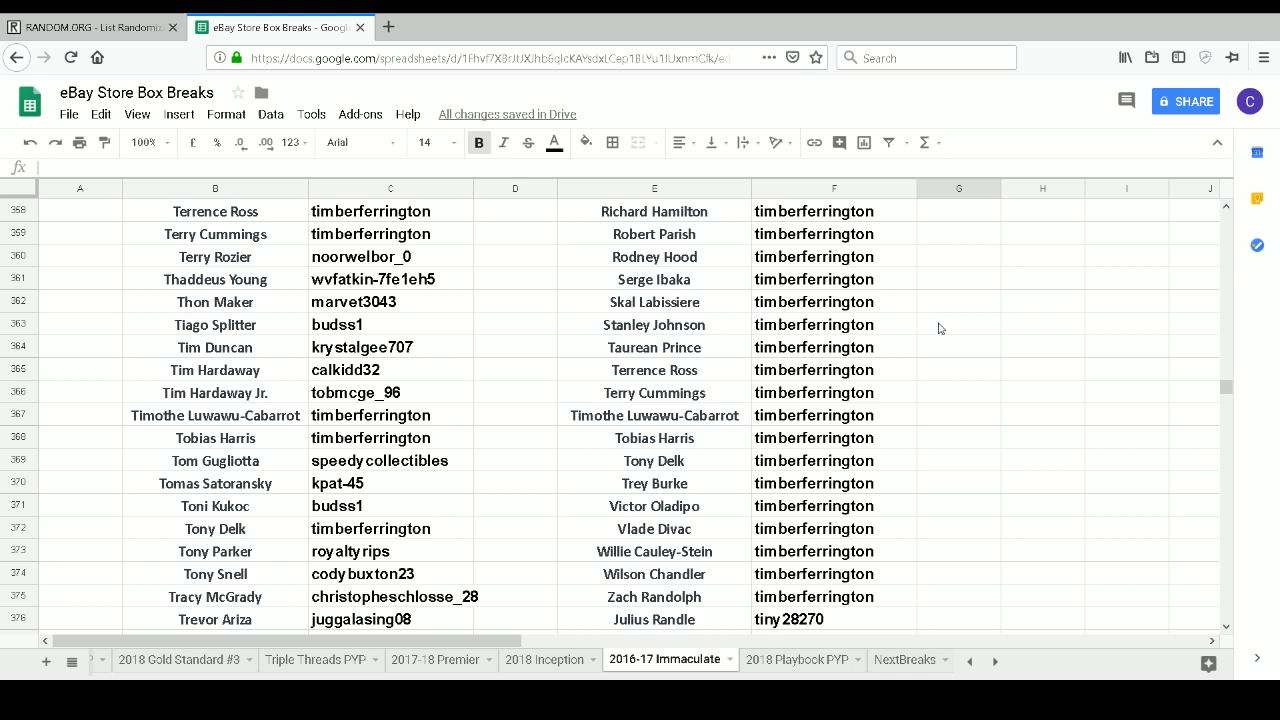 RANDOM.ORG - List Randomiz
eBay Store Box Breaks - Googl
Search
eBay Store Box Breaks
File Edit View Insert Format Data Tools Add-ons Help All changes saved in Drive
SHARE C
100% £ % .0 .00 123 Arial 14 B I S A Σ
fx
A B C D E F G H I J
358 Terrence Ross timberferrington Richard Hamilton timberferrington
359 Terry Cummings timberferrington Robert Parish timberferrington
360 Terry Rozier noorwelbor_0 Rodney Hood timberferrington
361 Thaddeus Young wvfatkin-7fe1eh5 Serge Ibaka timberferrington
362 Thon Maker marvet3043 Skal Labissiere timberferrington
363 Tiago Splitter budss1 Stanley Johnson timberferrington
364 Tim Duncan krystalgee707 Taurean Prince timberferrington
365 Tim Hardaway calkidd32 Terrence Ross timberferrington
366 Tim Hardaway Jr. tobmcge_96 Terry Cummings timberferrington
367 Timothe Luwawu-Cabarrot timberferrington Timothe Luwawu-Cabarrot timberferrington
368 Tobias Harris timberferrington Tobias Harris timberferrington
369 Tom Gugliotta speedycollectibles Tony Delk timberferrington
370 Tomas Satoransky kpat-45 Trey Burke timberferrington
371 Toni Kukoc budss1 Victor Oladipo timberferrington
372 Tony Delk timberferrington Vlade Divac timberferrington
373 Tony Parker royaltyrips Willie Cauley-Stein timberferrington
374 Tony Snell codybuxton23 Wilson Chandler timberferrington
375 Tracy McGrady christopheschlosse_28 Zach Randolph timberferrington
376 Trevor Ariza juggalasing08 Julius Randle tiny28270
2018 Gold Standard #3 Triple Threads PYP 2017-18 Premier 2018 Inception 2016-17 Immaculate 2018 Playbook PYP NextBreaks